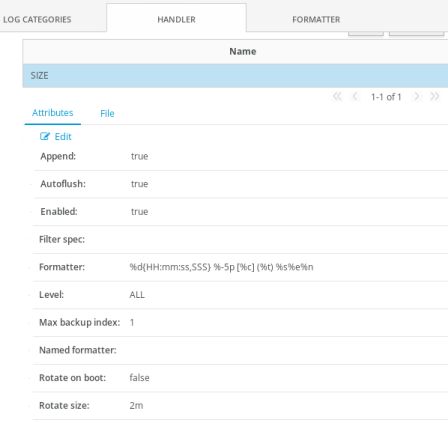 LOG CATEGORIES HANDLER FORMATTER
Name
SIZE
1-1 of 1
Attributes File
Edit
Append: true
Autoflush: true
Enabled: true
Filter spec:
Formatter: %d{HH:mm:ss,SSS} %-5p [%c] (%t) %s%e%n
Level: ALL
Max backup index: 1
Named formatter:
Rotate on boot: false
Rotate size: 2m